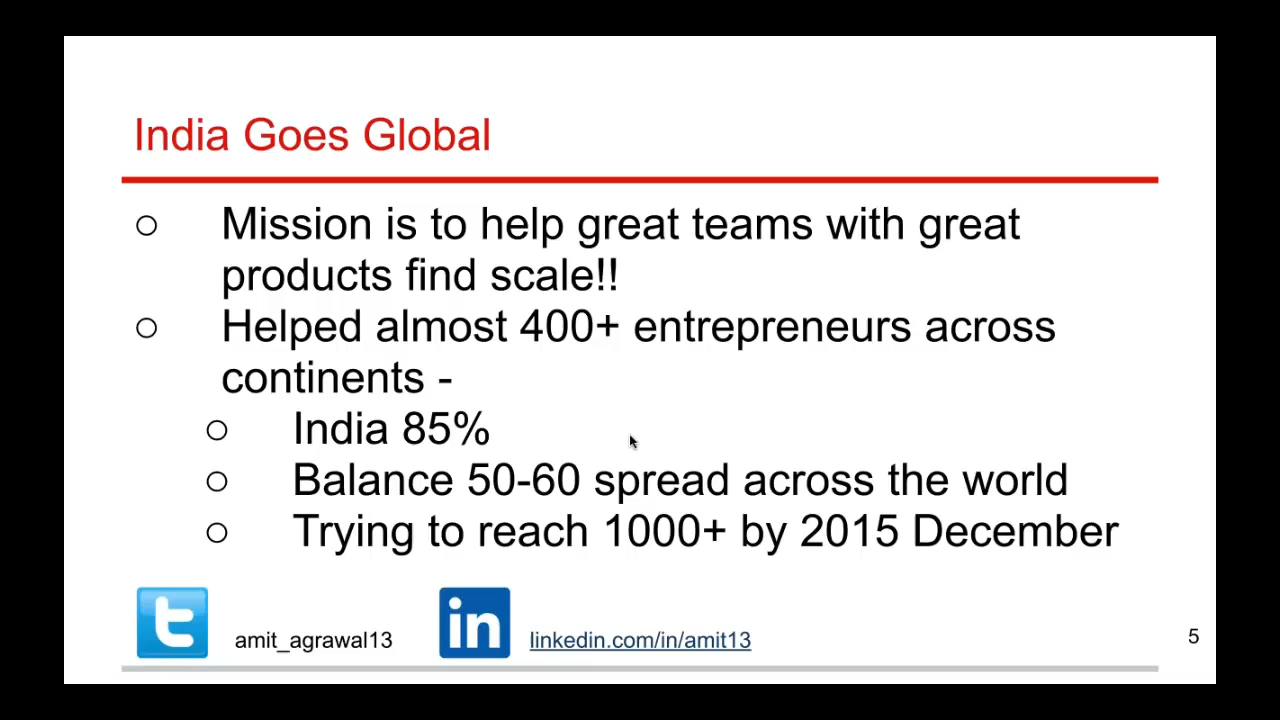 India Goes Global
○ Mission is to help great teams with great
products find scale!!
○ Helped almost 400+ entrepreneurs across
continents -
○ India 85%
○ Balance 50-60 spread across the world
○ Trying to reach 1000+ by 2015 December
t amit_agrawal13 in linkedin.com/in/amit13 5